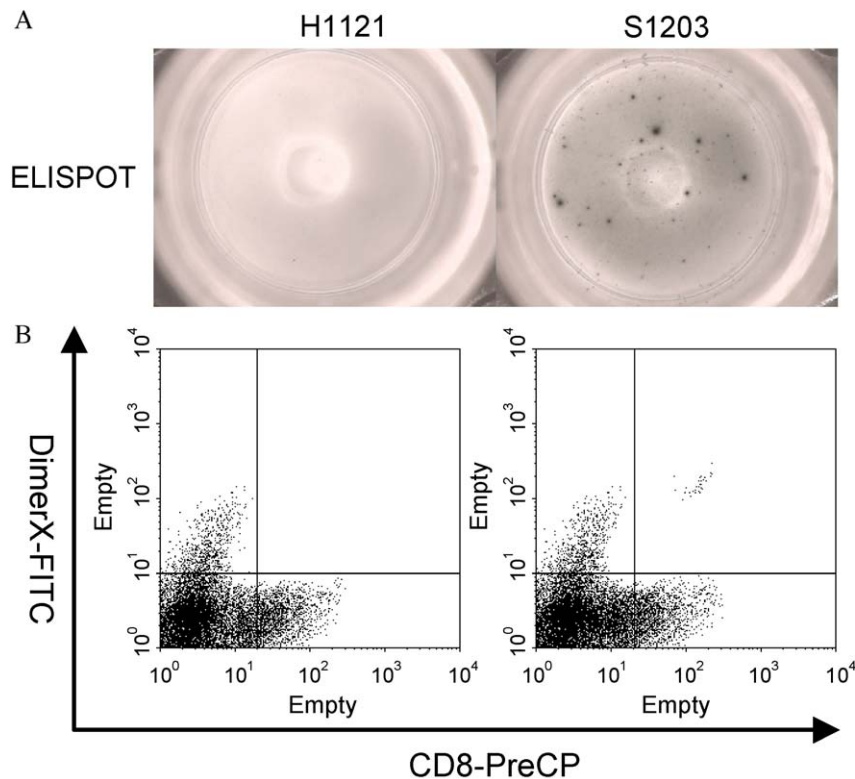 A
H1121
S1203
ELISPOT
B
DimerX-FITC
Empty
10⁴
10³
10²
10¹
10⁰
10⁰
10¹
10²
10³
10⁴
Empty
Empty
10⁴
10³
10²
10¹
10⁰
10⁰
10¹
10²
10³
10⁴
Empty
CD8-PreCP